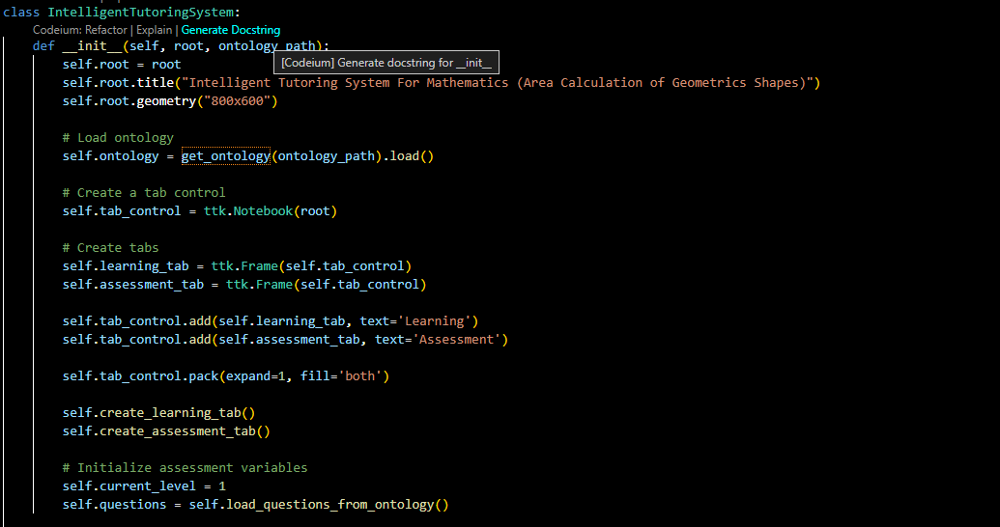 class IntelligentTutoringSystem:
Codeium: Refactor | Explain | Generate Docstring
def __init__(self, root, ontology_path):
[Codeium] Generate docstring for __init__
self.root = root
self.root.title("Intelligent Tutoring System For Mathematics (Area Calculation of Geometrics Shapes)")
self.root.geometry("800x600")
# Load ontology
self.ontology = get_ontology(ontology_path).load()
# Create a tab control
self.tab_control = ttk.Notebook(root)
# Create tabs
self.learning_tab = ttk.Frame(self.tab_control)
self.assessment_tab = ttk.Frame(self.tab_control)
self.tab_control.add(self.learning_tab, text='Learning')
self.tab_control.add(self.assessment_tab, text='Assessment')
self.tab_control.pack(expand=1, fill='both')
self.create_learning_tab()
self.create_assessment_tab()
# Initialize assessment variables
self.current_level = 1
self.questions = self.load_questions_from_ontology()